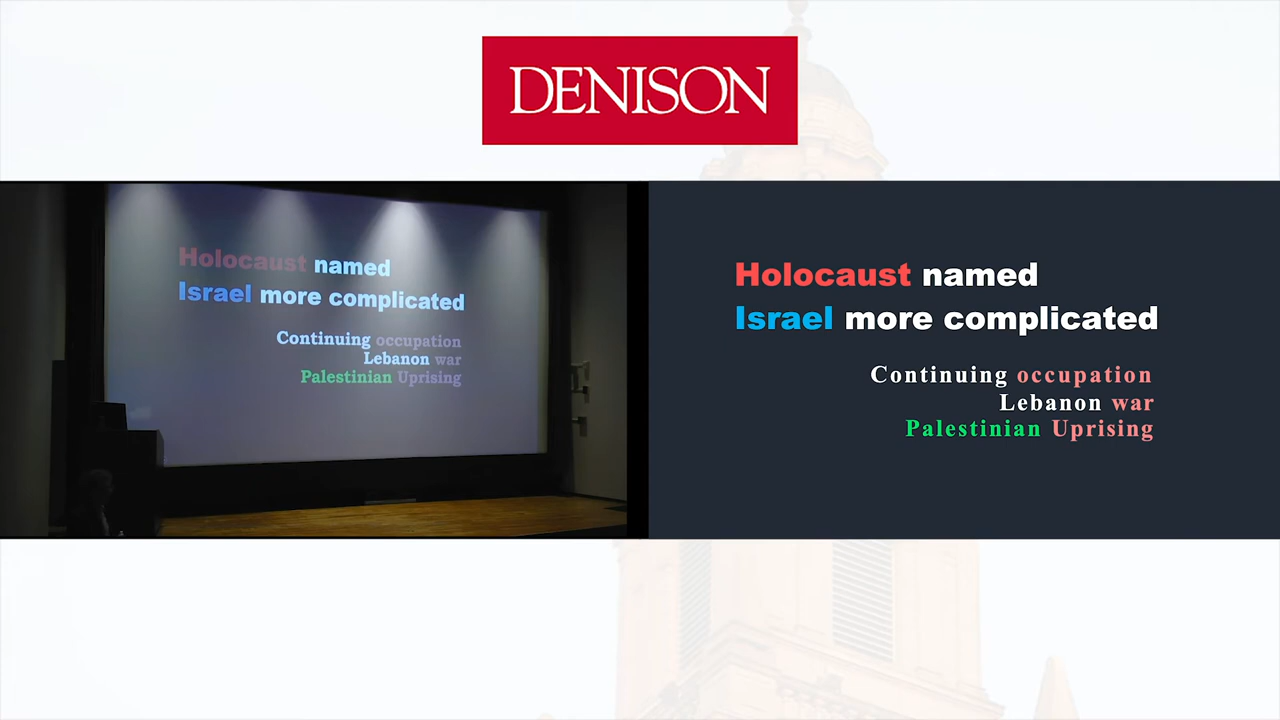 DENISON
Holocaust named
Israel more complicated
Continuing occupation
Lebanon war
Palestinian Uprising
Holocaust named
Israel more complicated
Continuing occupation
Lebanon war
Palestinian Uprising